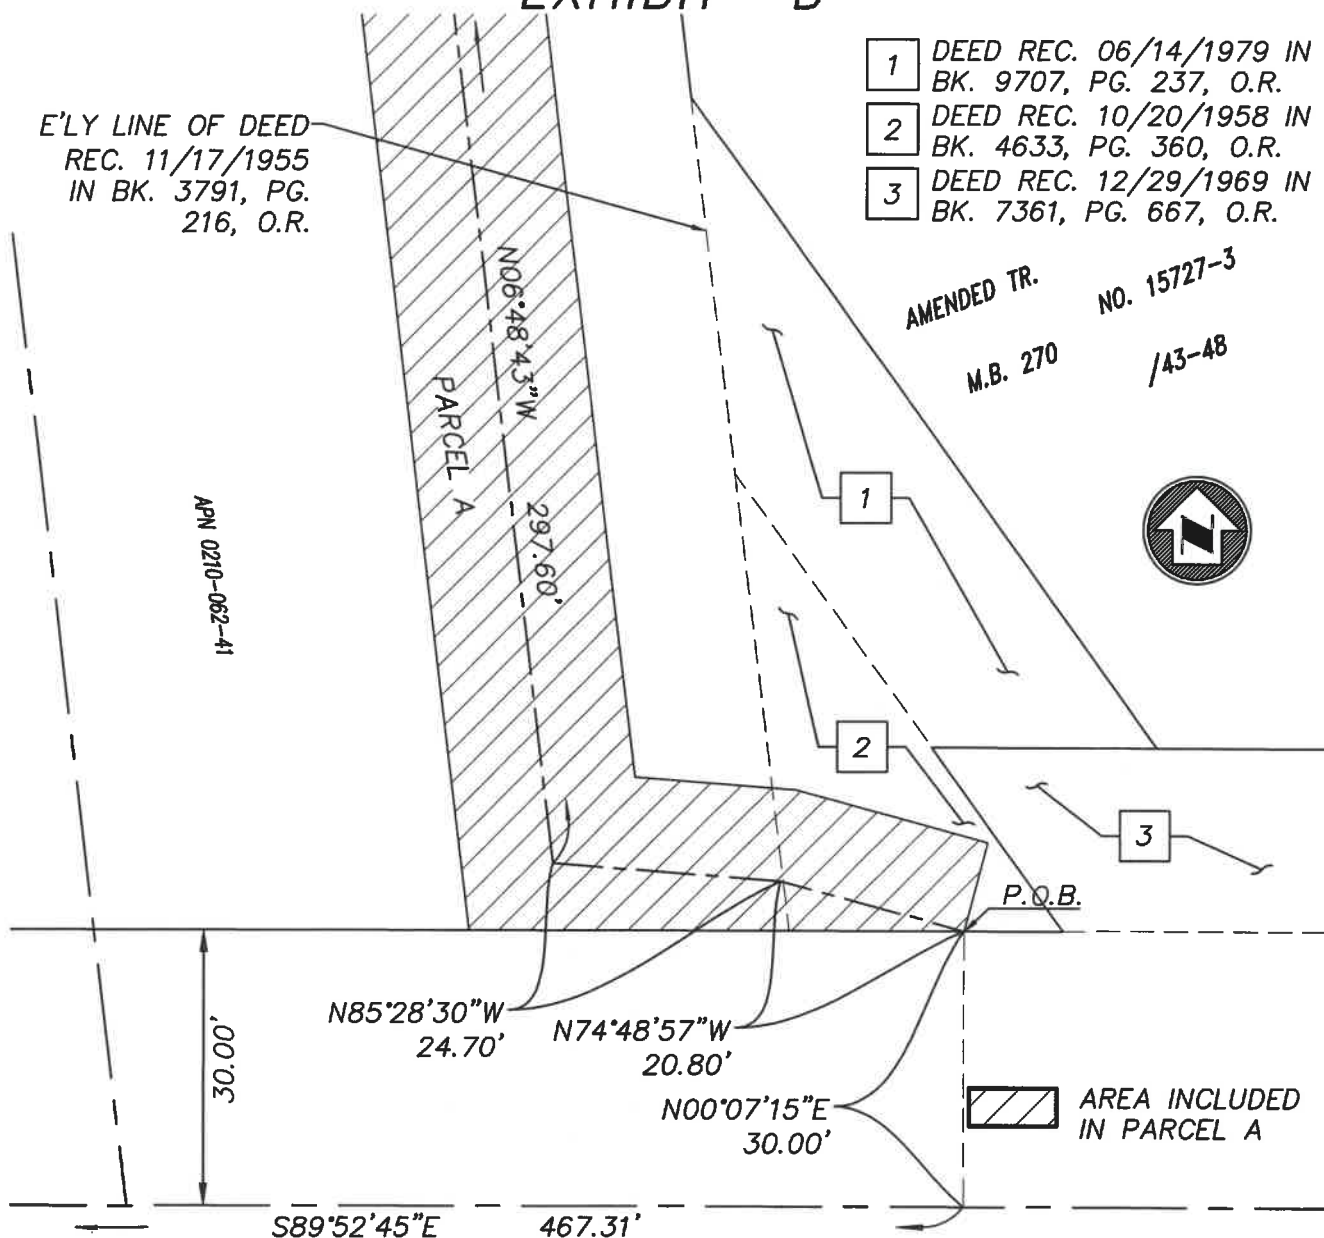 EXHIBIT "B"
1 DEED REC. 06/14/1979 IN
BK. 9707, PG. 237, O.R.
2 DEED REC. 10/20/1958 IN
BK. 4633, PG. 360, O.R.
3 DEED REC. 12/29/1969 IN
BK. 7361, PG. 667, O.R.
E'LY LINE OF DEED
REC. 11/17/1955
IN BK. 3791, PG.
216, O.R.
AMENDED TR. NO. 15727-3
M.B. 270 /43-48
N06°48'43"W 297.60'
PARCEL A
APN 0210-062-41
1
2
3
P.O.B.
N85°28'30"W
24.70'
N74°48'57"W
20.80'
N00°07'15"E
30.00'
30.00'
AREA INCLUDED
IN PARCEL A
S89°52'45"E 467.31'